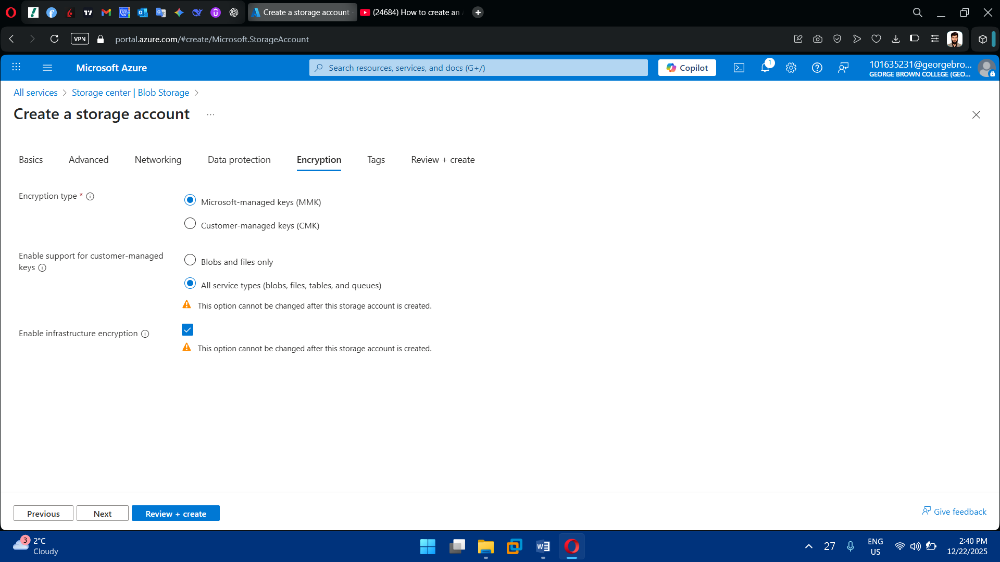 Create a storage account -
(24684) How to create an
VPN
portal.azure.com/#create/Microsoft.StorageAccount
Microsoft Azure
Search resources, services, and docs (G+/)
Copilot
1
101635231@georgebro...
GEORGE BROWN COLLEGE (GEO...
All services > Storage center | Blob Storage >
Create a storage account ...
Basics
Advanced
Networking
Data protection
Encryption
Tags
Review + create
Encryption type *
Microsoft-managed keys (MMK)
Customer-managed keys (CMK)
Enable support for customer-managed
keys
Blobs and files only
All service types (blobs, files, tables, and queues)
This option cannot be changed after this storage account is created.
Enable infrastructure encryption
This option cannot be changed after this storage account is created.
Previous
Next
Review + create
Give feedback
3
2°C
Cloudy
27
ENG
US
2:40 PM
12/22/2025